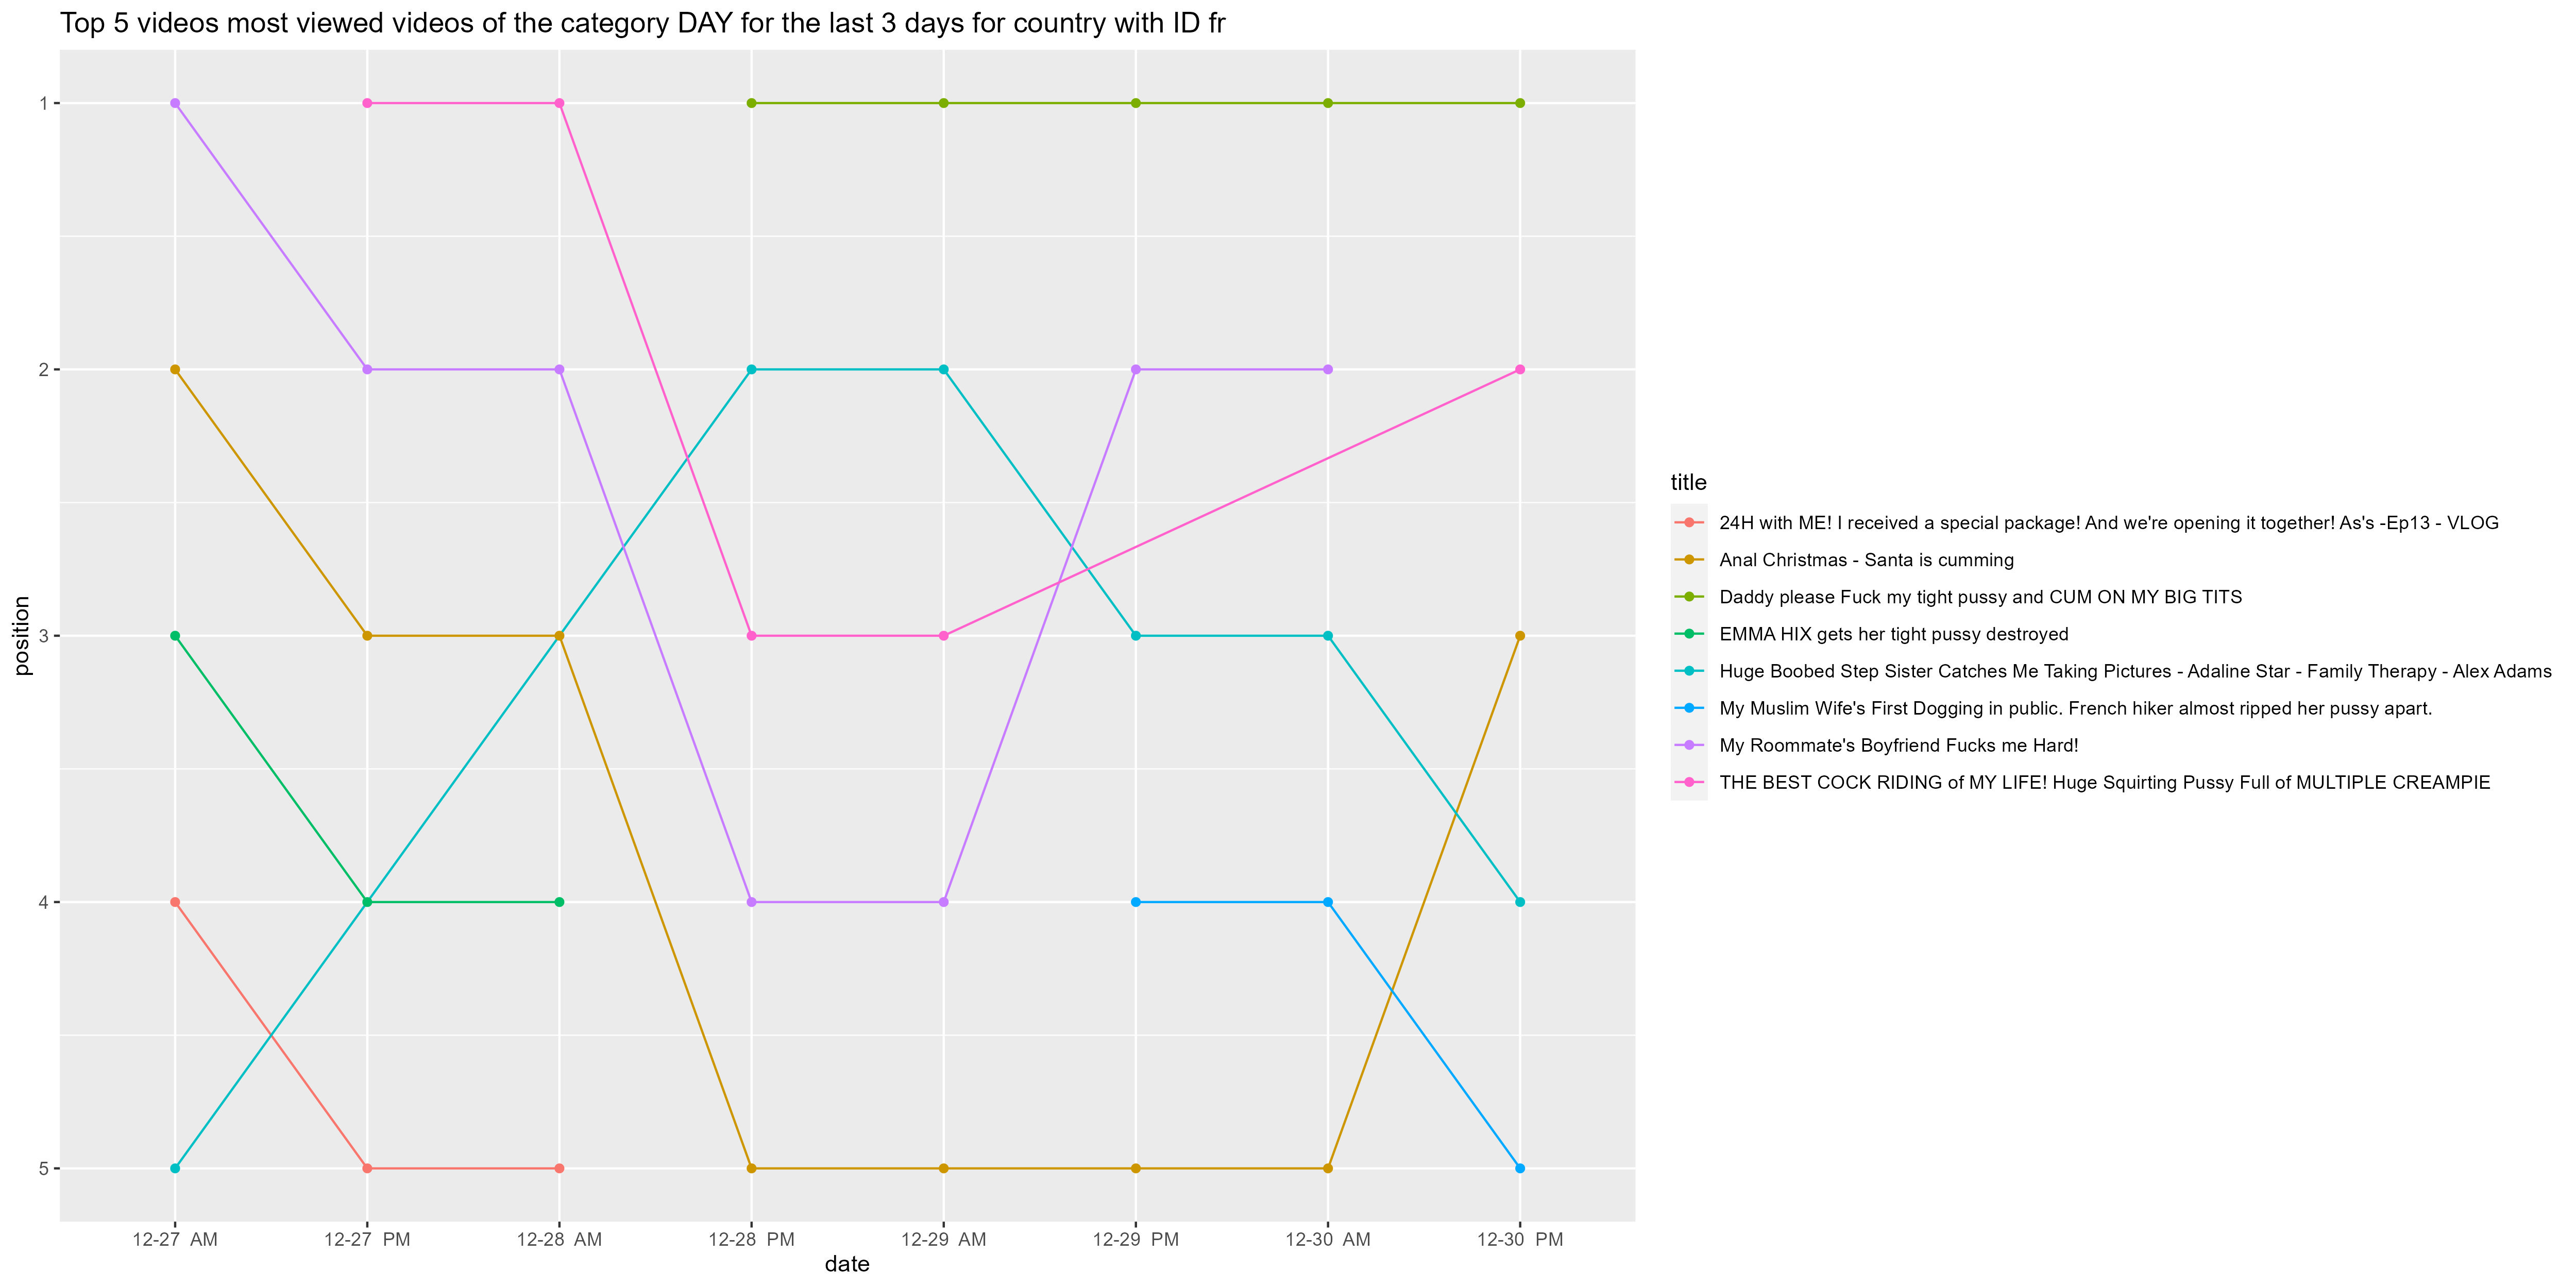 Top 5 videos most viewed videos of the category DAY for the last 3 days for country with ID fr
position
1
2
3
4
5
12-27 AM
12-27 PM
12-28 AM
12-28 PM
12-29 AM
12-29 PM
12-30 AM
12-30 PM
date
title
24H with ME! I received a special package! And we're opening it together! As's -Ep13 - VLOG
Anal Christmas - Santa is cumming
Daddy please Fuck my tight pussy and CUM ON MY BIG TITS
EMMA HIX gets her tight pussy destroyed
Huge Boobed Step Sister Catches Me Taking Pictures - Adaline Star - Family Therapy - Alex Adams
My Muslim Wife's First Dogging in public. French hiker almost ripped her pussy apart.
My Roommate's Boyfriend Fucks me Hard!
THE BEST COCK RIDING of MY LIFE! Huge Squirting Pussy Full of MULTIPLE CREAMPIE